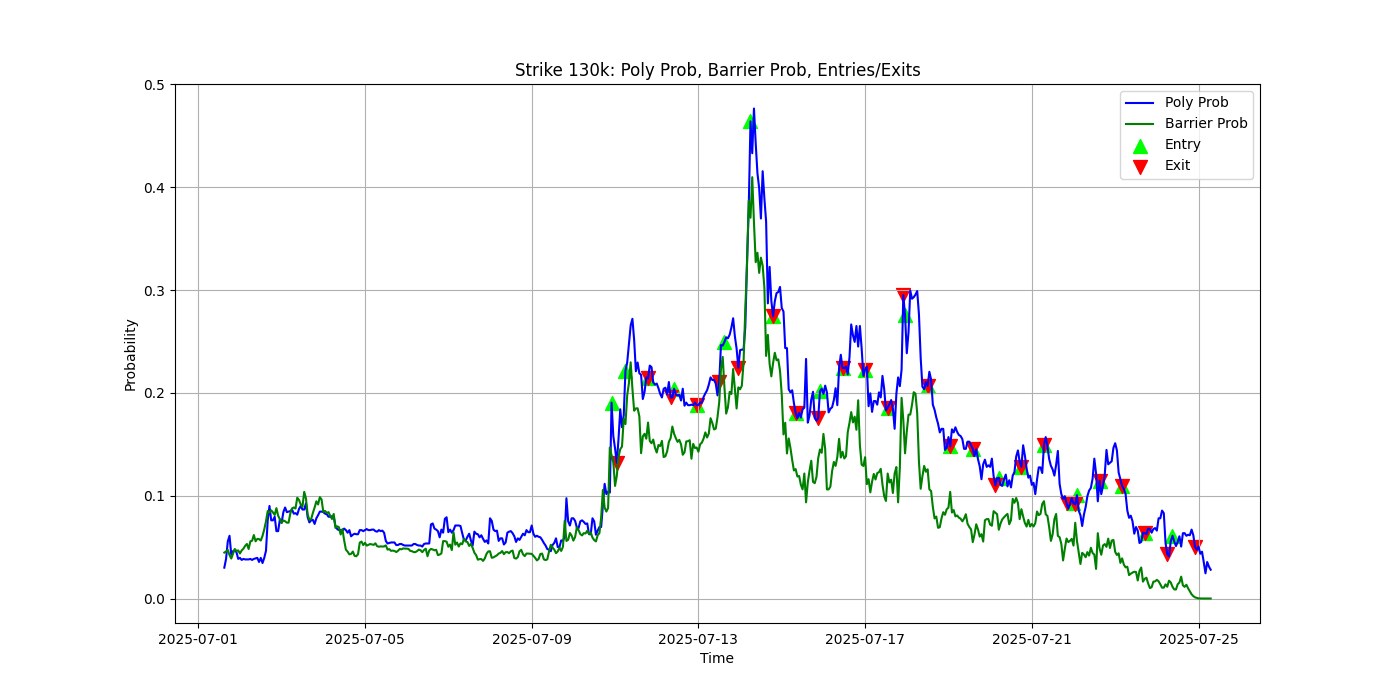 Strike 130k: Poly Prob, Barrier Prob, Entries/Exits
Poly Prob
Barrier Prob
Entry
Exit
0.5
0.4
0.3
0.2
0.1
0.0
Probability
2025-07-01
2025-07-05
2025-07-09
2025-07-13
2025-07-17
2025-07-21
2025-07-25
Time